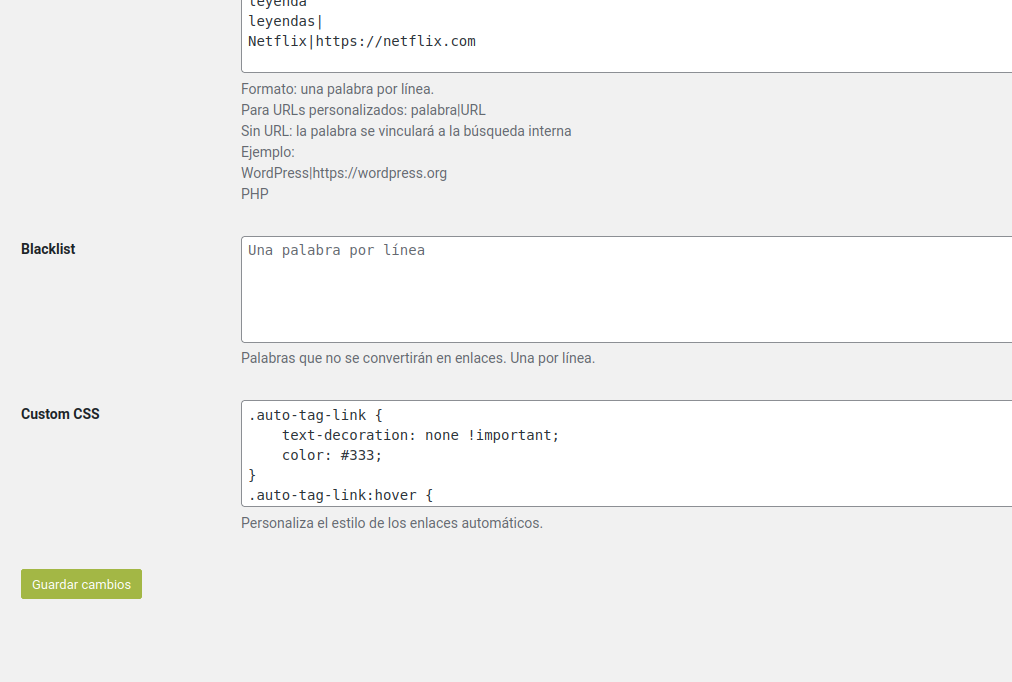 leyenda
leyendas|
Netflix|https://netflix.com
Formato: una palabra por línea.
Para URLs personalizados: palabra|URL
Sin URL: la palabra se vinculará a la búsqueda interna
Ejemplo:
WordPress|https://wordpress.org
PHP
Blacklist
Una palabra por línea
Palabras que no se convertirán en enlaces. Una por línea.
Custom CSS
.auto-tag-link {
    text-decoration: none !important;
    color: #333;
}
.auto-tag-link:hover {
Personaliza el estilo de los enlaces automáticos.
Guardar cambios